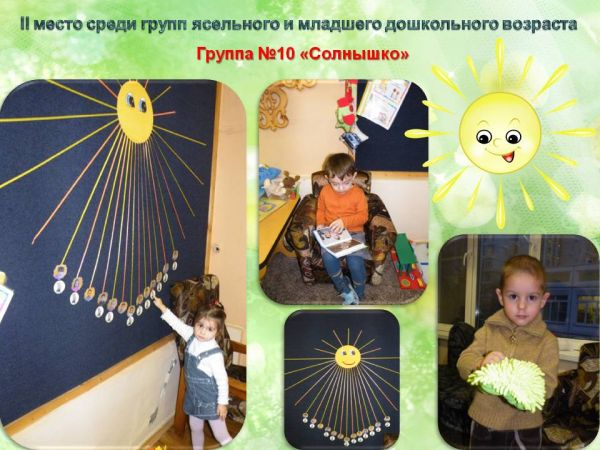 II место среди групп ясельного и младшего дошкольного возраста
Группа №10 «Солнышко»